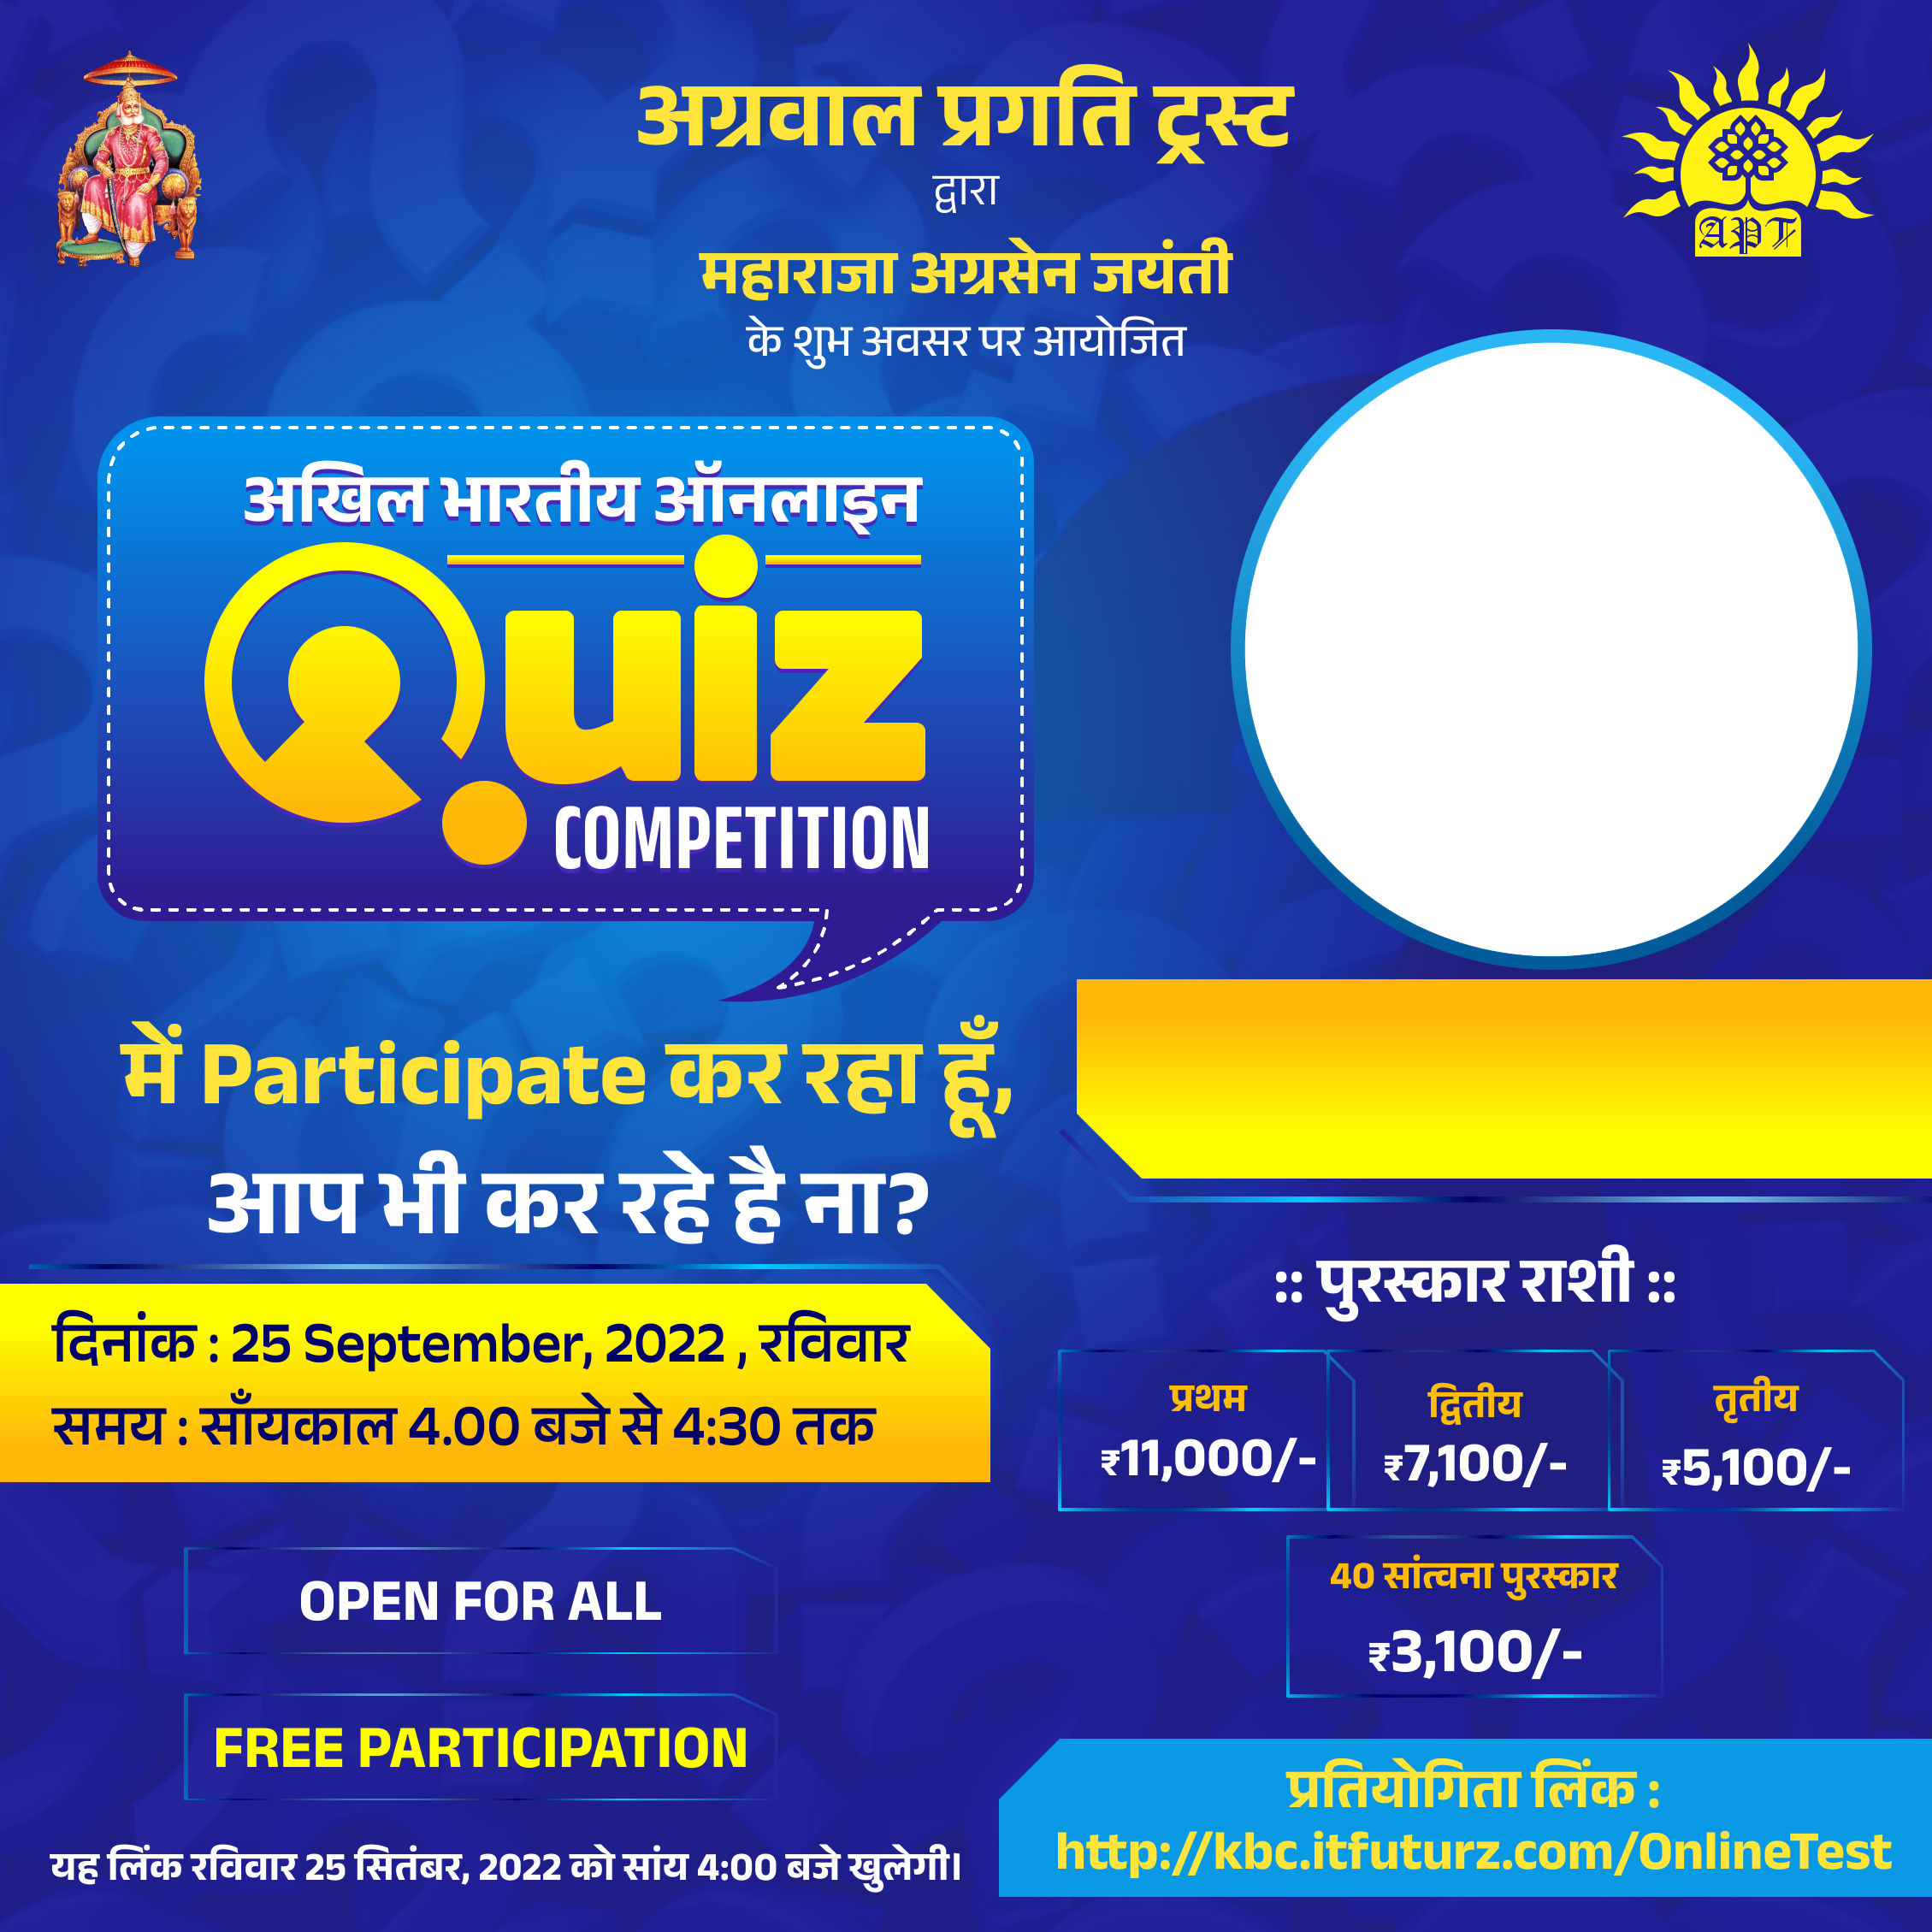 अग्रवाल प्रगति ट्रस्ट
द्वारा
महाराजा अग्रसेन जयंती
के शुभ अवसर पर आयोजित
APT
अखिल भारतीय ऑनलाइन
Quiz
COMPETITION
में Participate कर रहा हूँ,
आप भी कर रहे है ना?
दिनांक : 25 September, 2022 , रविवार
समय : साँयकाल 4.00 बजे से 4:30 तक
OPEN FOR ALL
FREE PARTICIPATION
यह लिंक रविवार 25 सितंबर, 2022 को सांय 4:00 बजे खुलेगी।
:: पुरस्कार राशी ::
प्रथम
₹11,000/-
द्वितीय
₹7,100/-
तृतीय
₹5,100/-
40 सांत्वना पुरस्कार
₹3,100/-
प्रतियोगिता लिंक :
http://kbc.itfuturz.com/OnlineTest